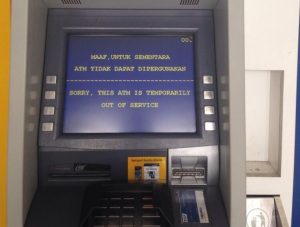 MAAF,UNTUK SEMENTARA
ATM TIDAK DAPAT DIPERGUNAKAN
SORRY, THIS ATM IS TEMPORARILY
OUT OF SERVICE